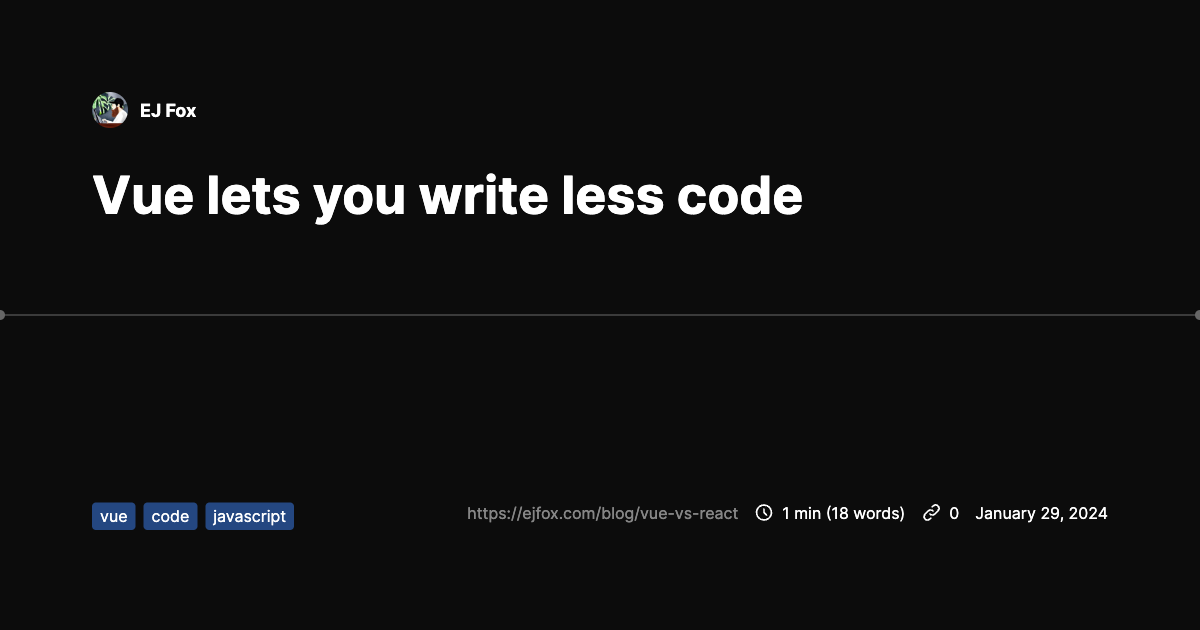 EJ Fox
Vue lets you write less code
vue code javascript
https://ejfox.com/blog/vue-vs-react 1 min (18 words) 0 January 29, 2024